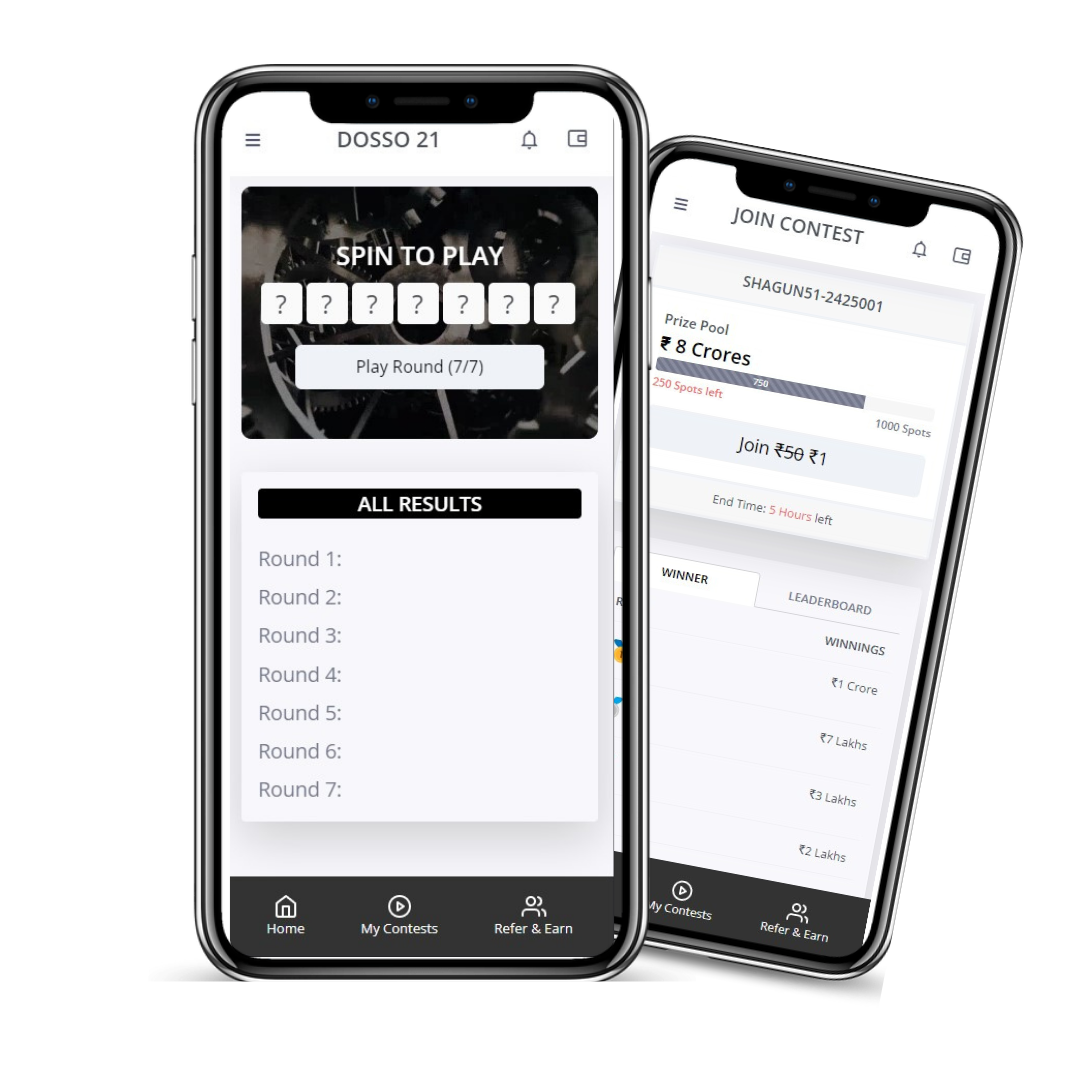 DOSSO 21
SPIN TO PLAY
? ? ? ? ? ? ?
Play Round (7/7)
ALL RESULTS
Round 1:
Round 2:
Round 3:
Round 4:
Round 5:
Round 6:
Round 7:
Home
My Contests
Refer & Earn
JOIN CONTEST
SHAGUN51-2425001
Prize Pool
₹ 8 Crores
750
250 Spots left
1000 Spots
Join ₹50 ₹1
End Time: 5 Hours left
WINNER
LEADERBOARD
WINNINGS
₹1 Crore
₹7 Lakhs
₹3 Lakhs
₹2 Lakhs
My Contests
Refer & Earn